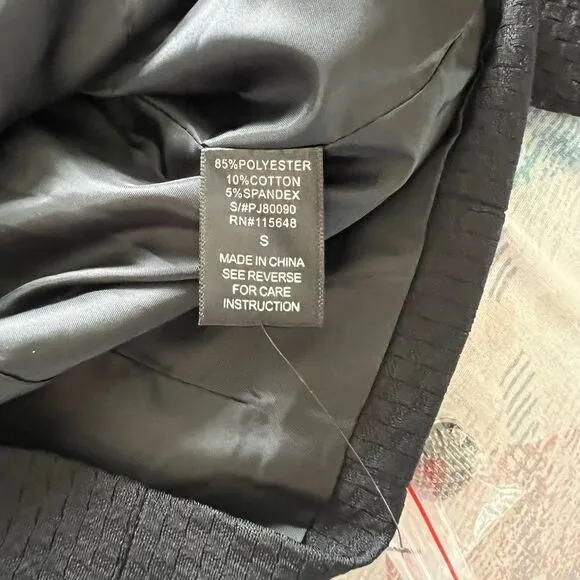 85%POLYESTER
10%COTTON
5%SPANDEX
S/#PJ80090
RN#115648
S
MADE IN CHINA
SEE REVERSE
FOR CARE
INSTRUCTION